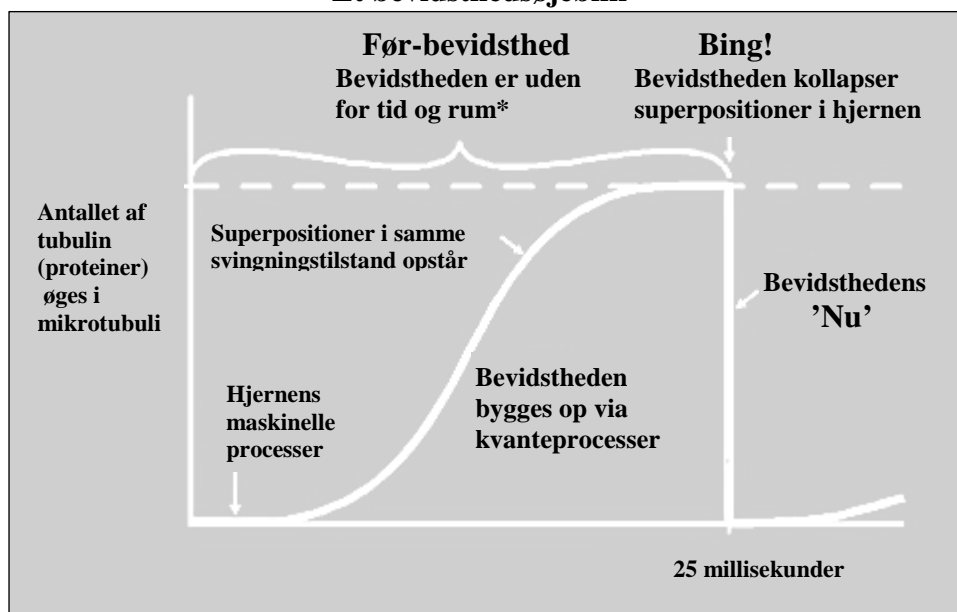 Før-bevidsthed
Bevidstheden er uden
for tid og rum*
Bing!
Bevidstheden kollapser
superpositioner i hjernen
Antallet af
tubulin
(proteiner)
øges i
mikrotubuli
Superpositioner i samme
svingningstilstand opstår
Bevidsthedens
’Nu’
Hjernens
maskinelle
processer
Bevidstheden
bygges op via
kvanteprocesser
25 millisekunder